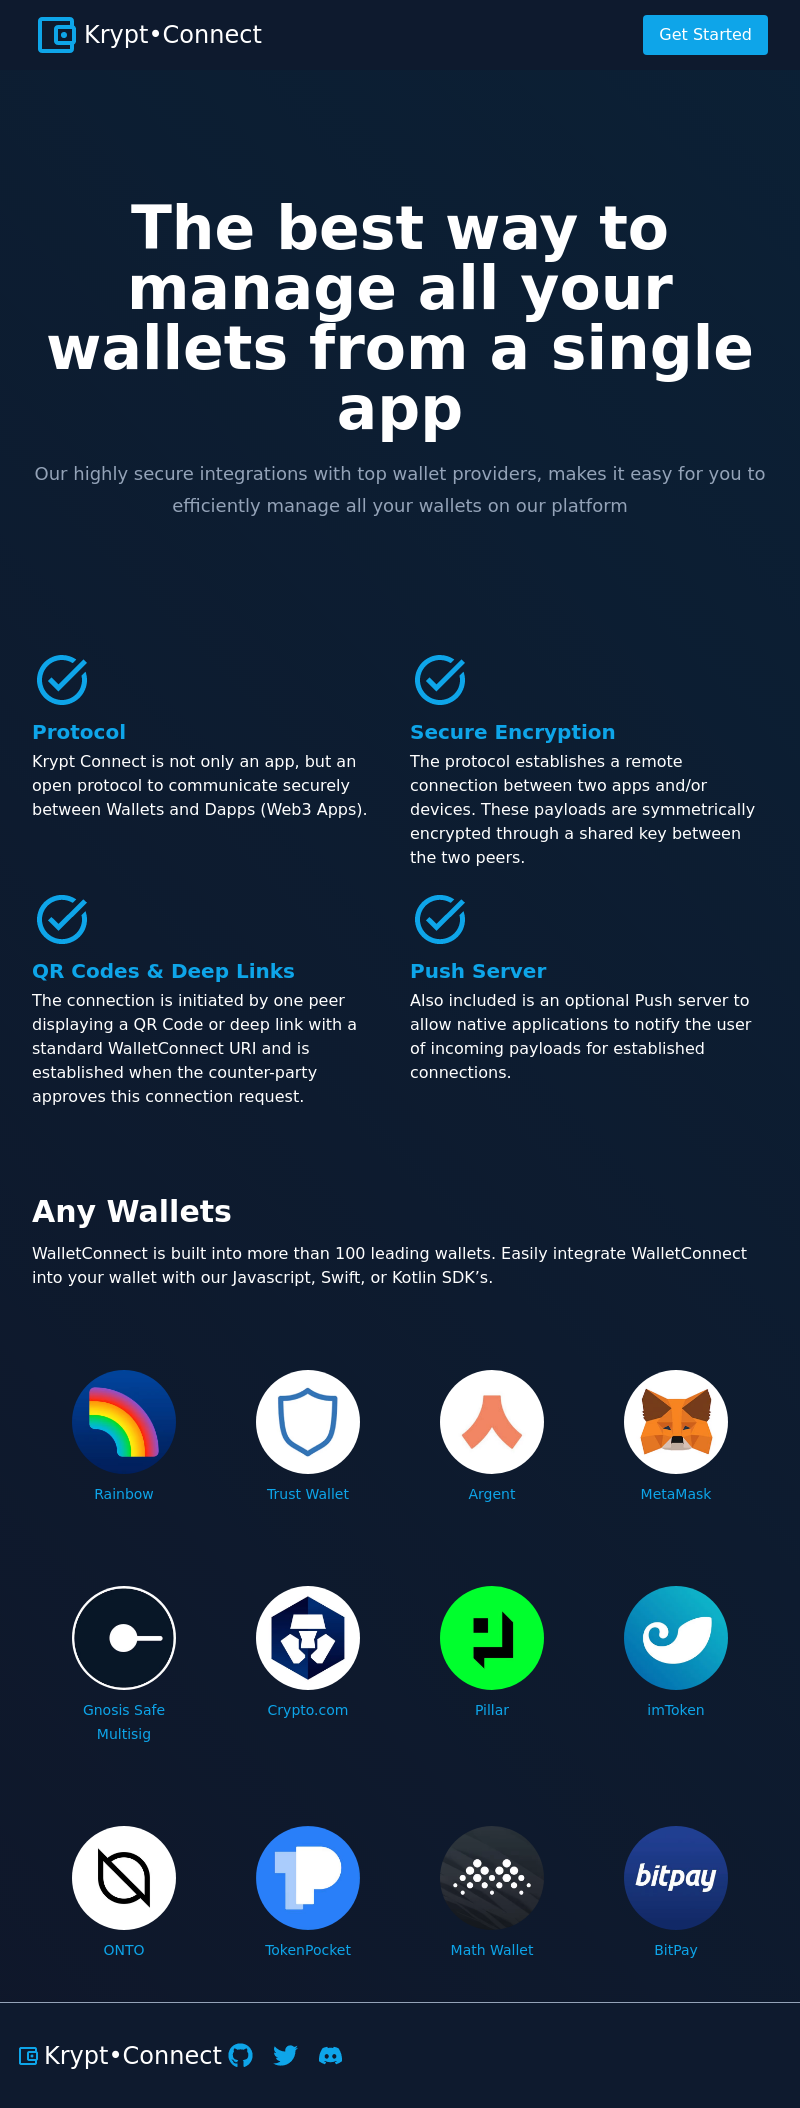 Krypt•Connect
Get Started
The best way to
manage all your
wallets from a single
app
Our highly secure integrations with top wallet providers, makes it easy for you to
efficiently manage all your wallets on our platform
Protocol
Krypt Connect is not only an app, but an
open protocol to communicate securely
between Wallets and Dapps (Web3 Apps).
Secure Encryption
The protocol establishes a remote
connection between two apps and/or
devices. These payloads are symmetrically
encrypted through a shared key between
the two peers.
QR Codes & Deep Links
The connection is initiated by one peer
displaying a QR Code or deep link with a
standard WalletConnect URI and is
established when the counter-party
approves this connection request.
Push Server
Also included is an optional Push server to
allow native applications to notify the user
of incoming payloads for established
connections.
Any Wallets
WalletConnect is built into more than 100 leading wallets. Easily integrate WalletConnect
into your wallet with our Javascript, Swift, or Kotlin SDK’s.
Rainbow
Trust Wallet
Argent
MetaMask
Gnosis Safe
Multisig
Crypto.com
Pillar
imToken
ONTO
TokenPocket
Math Wallet
bitpay
BitPay
Krypt•Connect